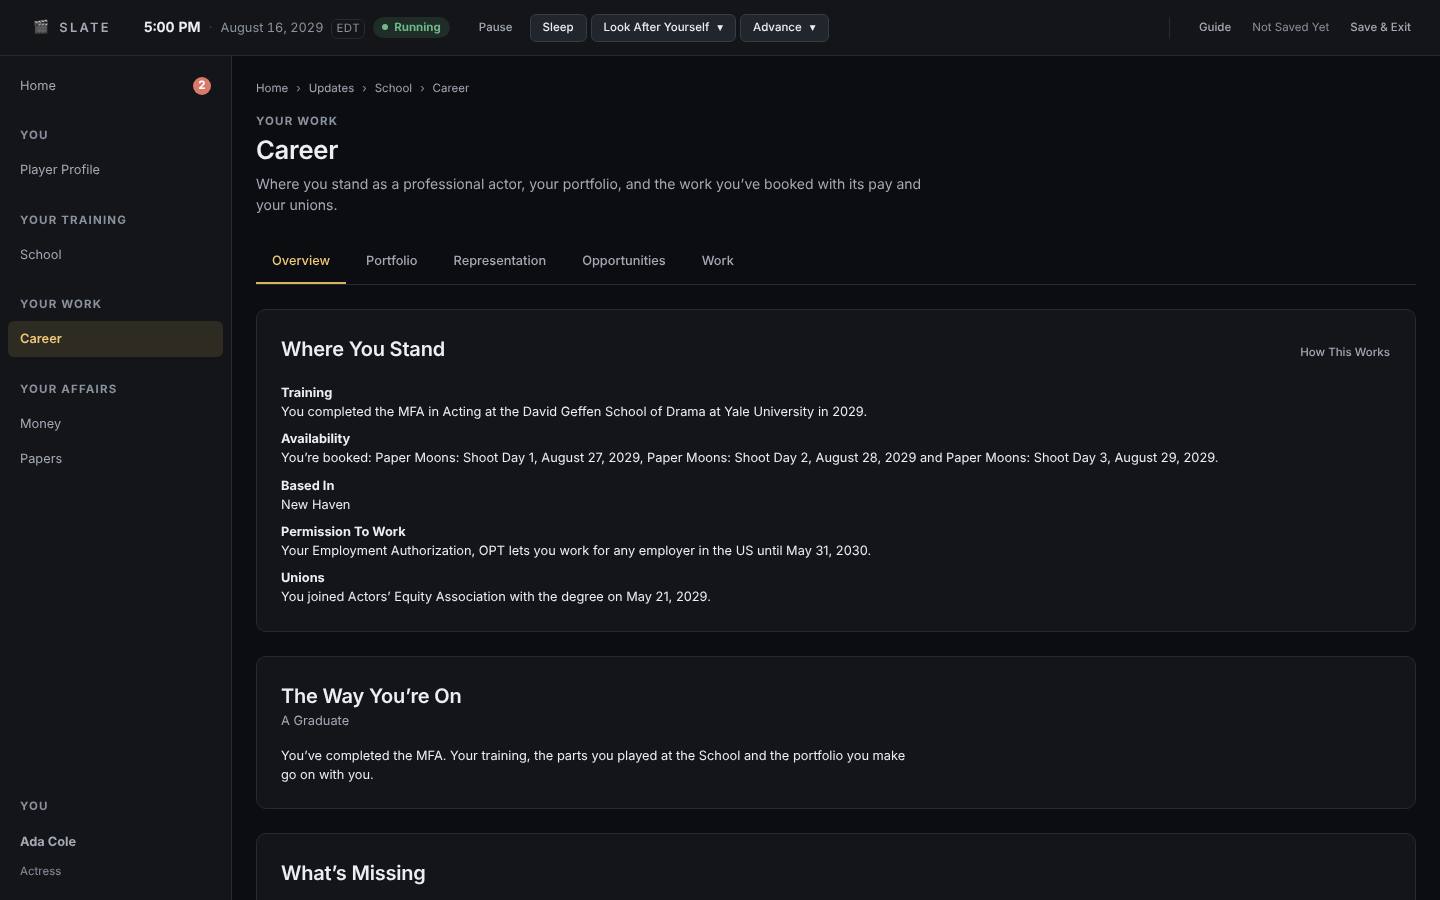 SLATE
5:00 PM · August 16, 2029 EDT Running Pause Sleep Look After Yourself ▾ Advance ▾ Guide Not Saved Yet Save & Exit
Home 2
YOU
Player Profile
YOUR TRAINING
School
YOUR WORK
Career
YOUR AFFAIRS
Money
Papers
YOU
Ada Cole
Actress
Home › Updates › School › Career
YOUR WORK
Career
Where you stand as a professional actor, your portfolio, and the work you’ve booked with its pay and
your unions.
Overview Portfolio Representation Opportunities Work
Where You Stand
How This Works
Training
You completed the MFA in Acting at the David Geffen School of Drama at Yale University in 2029.
Availability
You’re booked: Paper Moons: Shoot Day 1, August 27, 2029, Paper Moons: Shoot Day 2, August 28, 2029 and Paper Moons: Shoot Day 3, August 29, 2029.
Based In
New Haven
Permission To Work
Your Employment Authorization, OPT lets you work for any employer in the US until May 31, 2030.
Unions
You joined Actors’ Equity Association with the degree on May 21, 2029.
The Way You’re On
A Graduate
You’ve completed the MFA. Your training, the parts you played at the School and the portfolio you make
go on with you.
What’s Missing